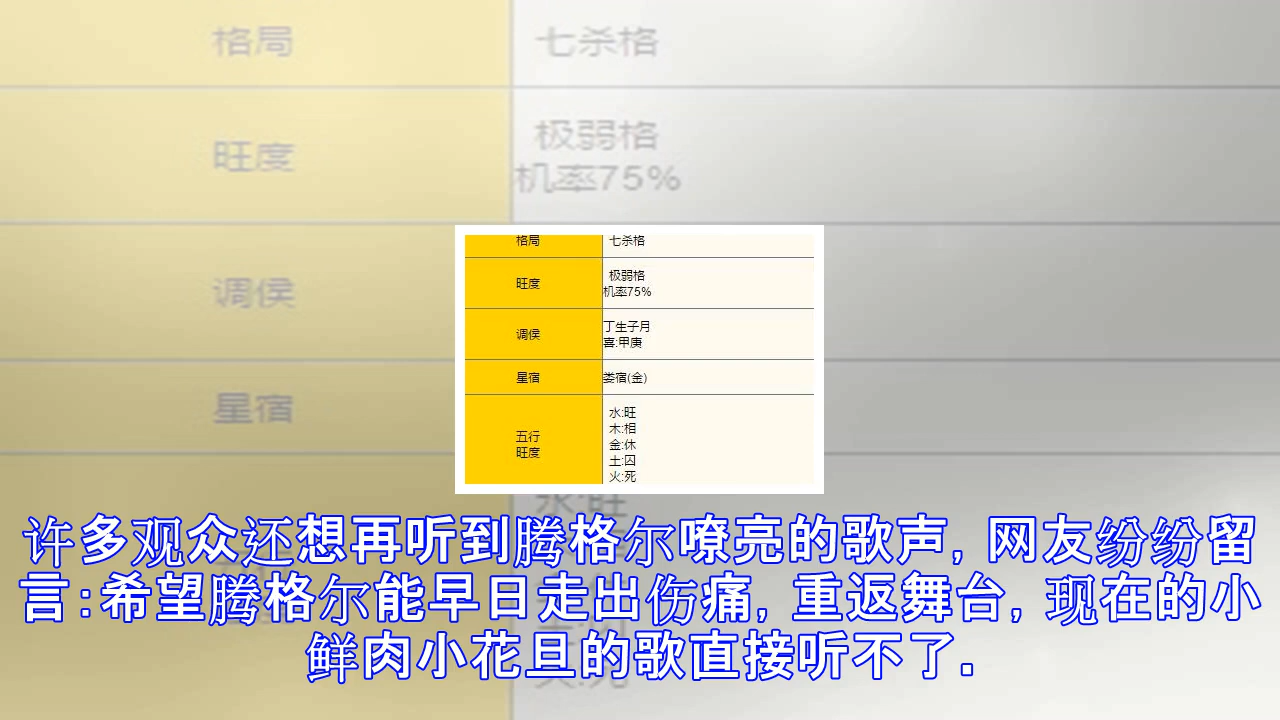 格局
七杀格
旺度
极弱格
机率75%
调侯
星宿
格局
七杀格
旺度
极弱格
机率75%
调侯
丁生子月
喜:甲庚
星宿
娄宿(金)
五行
旺度
水:旺
木:相
金:休
土:囚
火:死
许多观众还想再听到腾格尔嘹亮的歌声, 网友纷纷留
言:希望腾格尔能早日走出伤痛, 重返舞台, 现在的小
鲜肉小花旦的歌直接听不了.